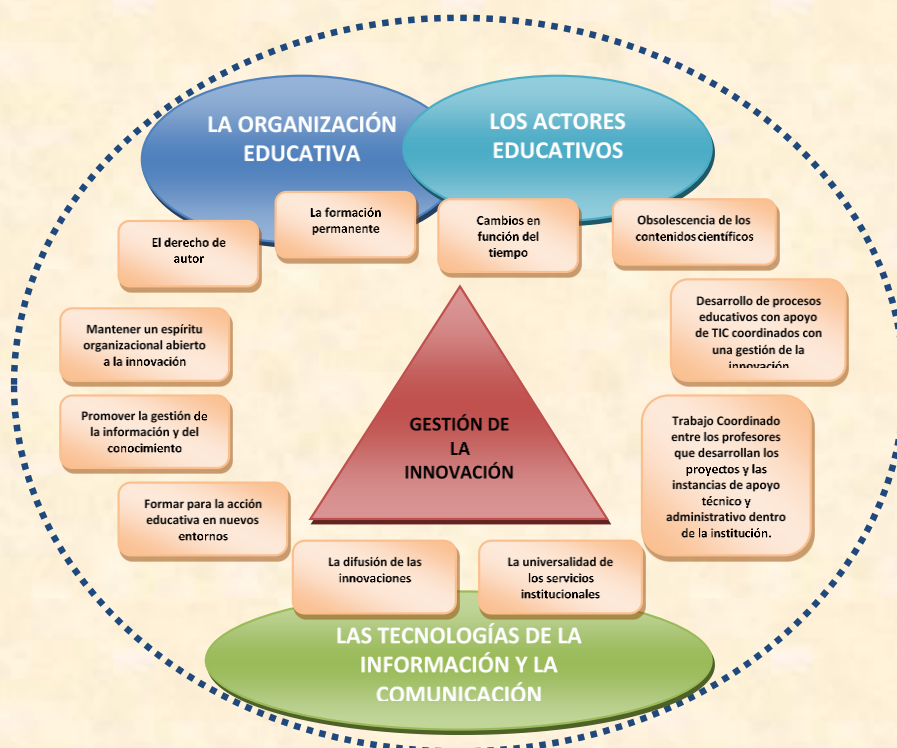 LA ORGANIZACIÓN
EDUCATIVA
LOS ACTORES
EDUCATIVOS
La formación
permanente
Cambios en
función del
tiempo
Obsolescencia de los
contenidos científicos
El derecho de
autor
Desarrollo de procesos
educativos con apoyo
de TIC coordinados con
una gestión de la
innovación
Mantener un espíritu
organizacional abierto
a la innovación
Promover la gestión de
la información y del
conocimiento
GESTIÓN DE
LA
INNOVACIÓN
Trabajo Coordinado
entre los profesores
que desarrollan los
proyectos y las
instancias de apoyo
técnico y
administrativo dentro
de la institución.
Formar para la acción
educativa en nuevos
entornos
La difusión de las
innovaciones
La universalidad de
los servicios
institucionales
LAS TECNOLOGÍAS DE LA
INFORMACIÓN Y LA
COMUNICACIÓN